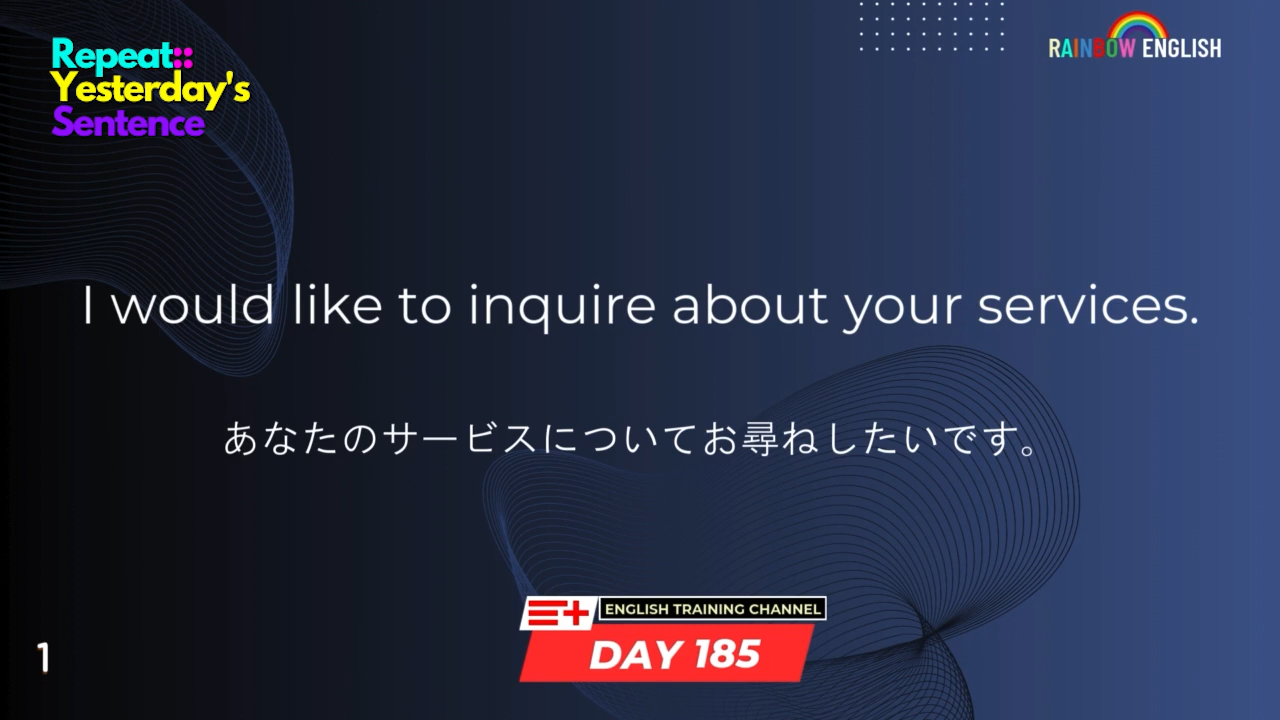 Repeat::
Yesterday's
Sentence
RAINBOW ENGLISH
I would like to inquire about your services.
あなたのサービスについてお尋ねしたいです。
ENGLISH TRAINING CHANNEL
DAY 185
1